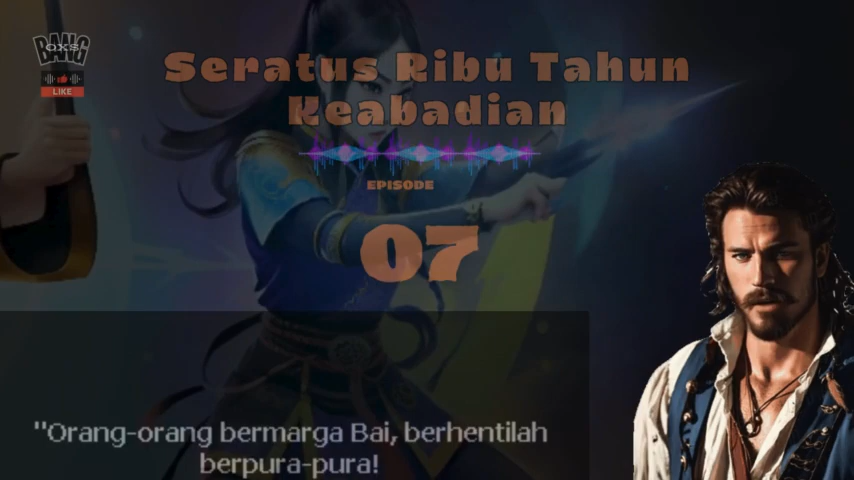 BANG
OXS
LIKE
Seratus Ribu Tahun
Keabadian
EPISODE
07
"Orang-orang bermarga Bai, berhentilah
berpura-pura!